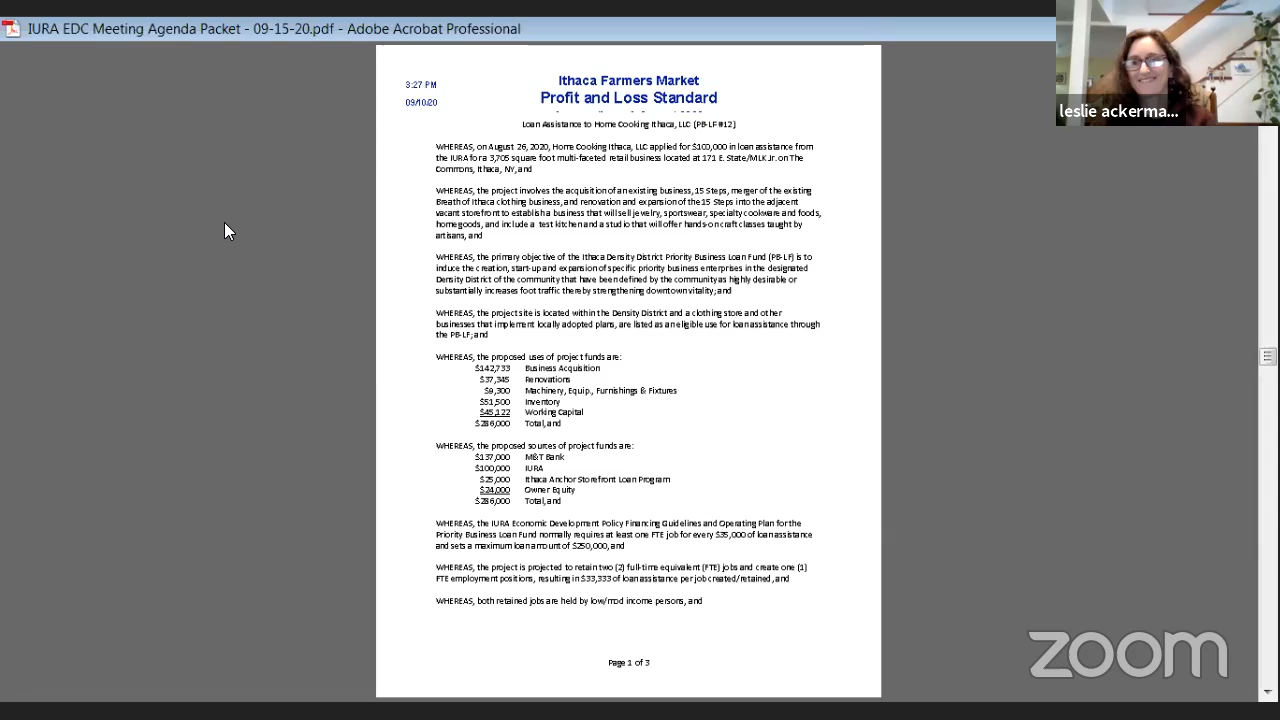 IURA EDC Meeting Agenda Packet - 09-15-20.pdf - Adobe Acrobat Professional
leslie ackerma...
3:27 PM
Ithaca Farmers Market
Profit and Loss Standard
09/10/20
Loan Assistance to Home Cooking Ithaca, LLC (PB-LF #12)
WHEREAS, on August 26, 2020, Home Cooking Ithaca, LLC applied for $100,000 in loan assistance from
the IURA for a 3,705 square foot multi-faceted retail business located at 171 E. State/MLK Jr. on The
Commons, Ithaca, NY, and
WHEREAS, the project involves the acquisition of an existing business, 15 Steps, merger of the existing
Breath of Ithaca clothing business, and renovation and expansion of the 15 Steps into the adjacent
vacant storefront to establish a business that will sell jewelry, sportswear, specialty cookware and foods,
home goods, and include a test kitchen and a studio that will offer hands-on craft classes taught by
artisans, and
WHEREAS, the primary objective of the Ithaca Density District Priority Business Loan Fund (PB-LF) is to
induce the creation, start-up and expansion of specific priority business enterprises in the designated
Density District of the community that have been defined by the community as highly desirable or
substantially increases foot traffic thereby strengthening downtown vitality; and
WHEREAS, the project site is located within the Density District and a clothing store and other
businesses that implement locally adopted plans, are listed as an eligible use for loan assistance through
the PB-LF; and
WHEREAS, the proposed uses of project funds are:
$142,733 Business Acquisition
$37,345 Renovations
$9,300 Machinery, Equip., Furnishings & Fixtures
$51,500 Inventory
$45,122 Working Capital
$286,000 Total, and
WHEREAS, the proposed sources of project funds are:
$137,000 M&T Bank
$100,000 IURA
$25,000 Ithaca Anchor Storefront Loan Program
$24,000 Owner Equity
$286,000 Total, and
WHEREAS, the IURA Economic Development Policy Financing Guidelines and Operating Plan for the
Priority Business Loan Fund normally requires at least one FTE job for every $35,000 of loan assistance
and sets a maximum loan amount of $250,000, and
WHEREAS, the project is projected to retain two (2) full-time equivalent (FTE) jobs and create one (1)
FTE employment positions, resulting in $33,333 of loan assistance per job created/retained, and
WHEREAS, both retained jobs are held by low/mod income persons, and
Page 1 of 3
zoom